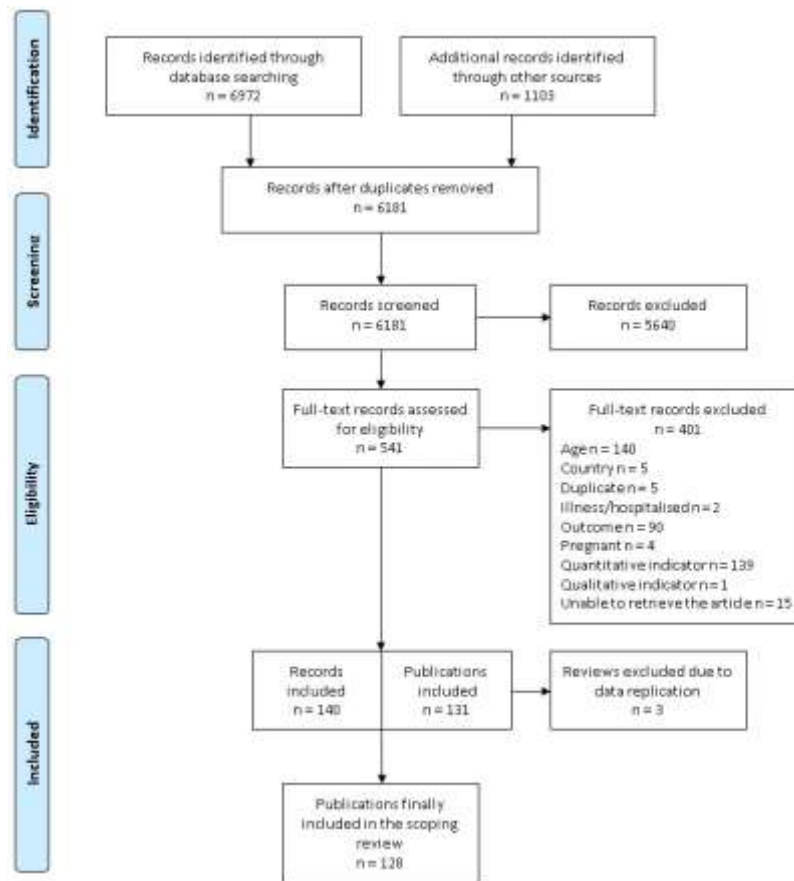 Identification
Records identified through
database searching
n = 6972
Additional records identified
through other sources
n = 1103
Records after duplicates removed
n = 6181
Screening
Records screened
n = 6181
Records excluded
n = 5640
Eligibility
Full-text records assessed
for eligibility
n = 541
Full-text records excluded
n = 401
Age n = 140
Country n = 5
Duplicate n = 5
Illness/hospitalised n = 2
Outcome n = 90
Pregnant n = 4
Quantitative indicator n = 139
Qualitative indicator n = 1
Unable to retrieve the article n = 15
Included
Records
included
n = 140
Publications
included
n = 131
Reviews excluded due to
data replication
n = 3
Publications finally
included in the scoping
review
n = 128